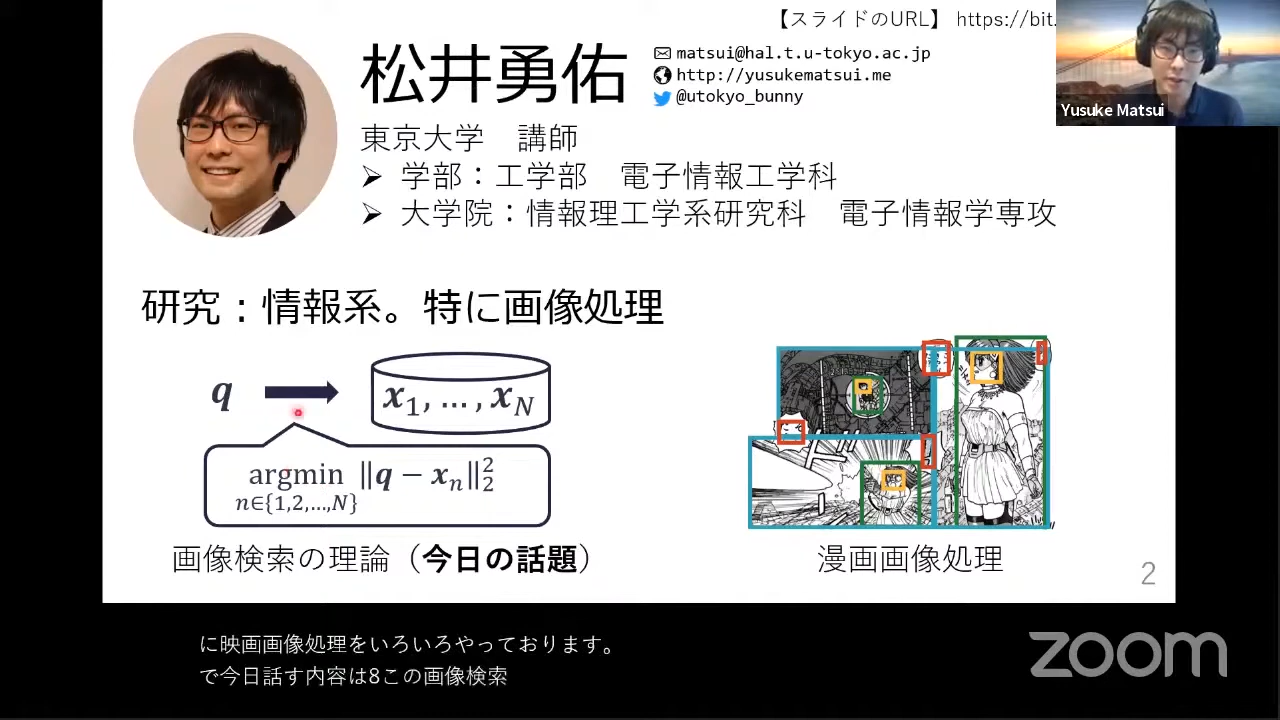 【スライドのURL】 https://bit.
松井勇佑
matsui@hal.t.u-tokyo.ac.jp
http://yusukematsui.me
@utokyo_bunny
Yusuke Matsui
東京大学 講師
➢ 学部：工学部 電子情報工学科
➢ 大学院：情報理工学系研究科 電子情報学専攻
研究：情報系。特に画像処理
q
x₁, …, x_N
argmin ‖q − xₙ‖₂²
n∈{1,2,…,N}
画像検索の理論（今日の話題）
漫画画像処理
2
に映画画像処理をいろいろやっております。
で今日話す内容は8この画像検索
zoom